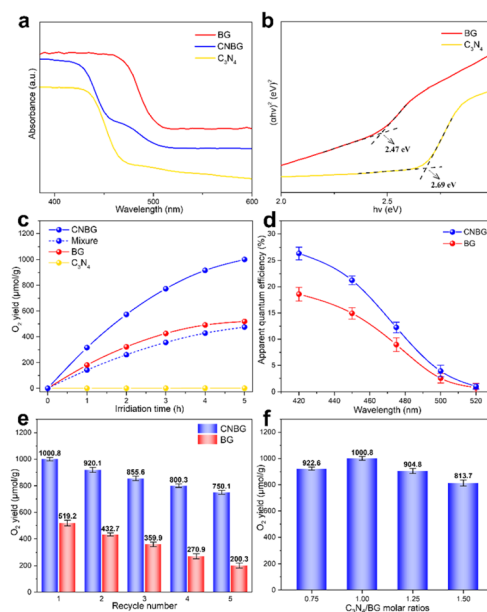 a
BG
CNBG
C3N4
Absorbance (a.u.)
400
450
500
550
600
Wavelength (nm)
b
BG
C3N4
(αhv)² (eV)²
2.47 eV
2.69 eV
2.0
2.5
hv (eV)
c
CNBG
Mixure
BG
C3N4
O2 yield (μmol/g)
1200
1000
800
600
400
200
0
0
1
2
3
4
5
Irridiation time (h)
d
CNBG
BG
Apparent quantum efficiency (%)
35
30
25
20
15
10
5
0
420
440
460
480
500
520
Wavelength (nm)
e
CNBG
BG
O2 yield (μmol/g)
1200
1000
800
600
400
200
0
1000.8
920.1
855.6
800.3
750.1
519.2
432.7
359.9
270.9
200.3
1
2
3
4
5
Recycle number
f
O2 yield (μmol/g)
1200
1000
800
600
400
200
0
922.6
1000.8
904.8
813.7
0.75
1.00
1.25
1.50
C3N4/BG molar ratios